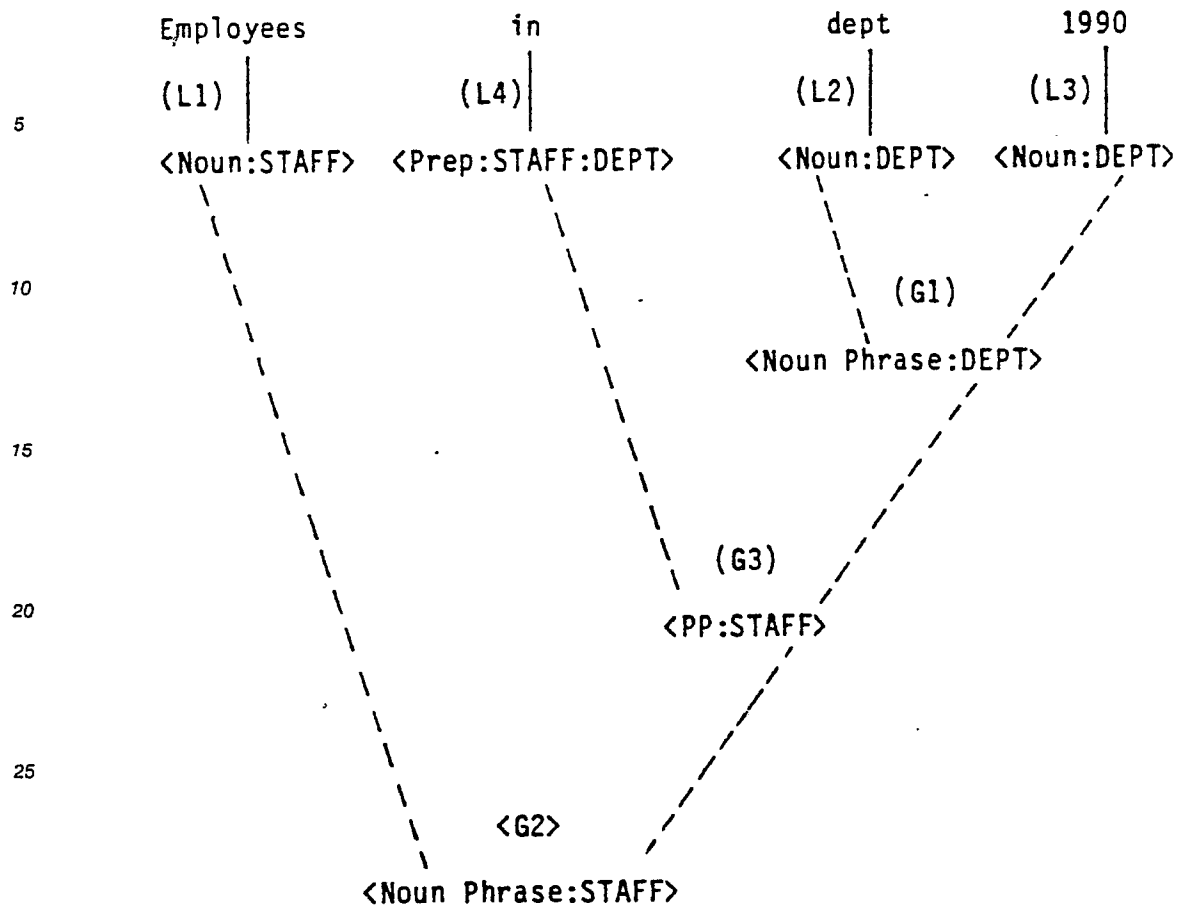 Employees in dept 1990
(L1) (L4) (L2) (L3)
5
<Noun:STAFF> <Prep:STAFF:DEPT> <Noun:DEPT> <Noun:DEPT>
10
(G1)
<Noun Phrase:DEPT>
15
(G3)
20
<PP:STAFF>
25
<G2>
<Noun Phrase:STAFF>